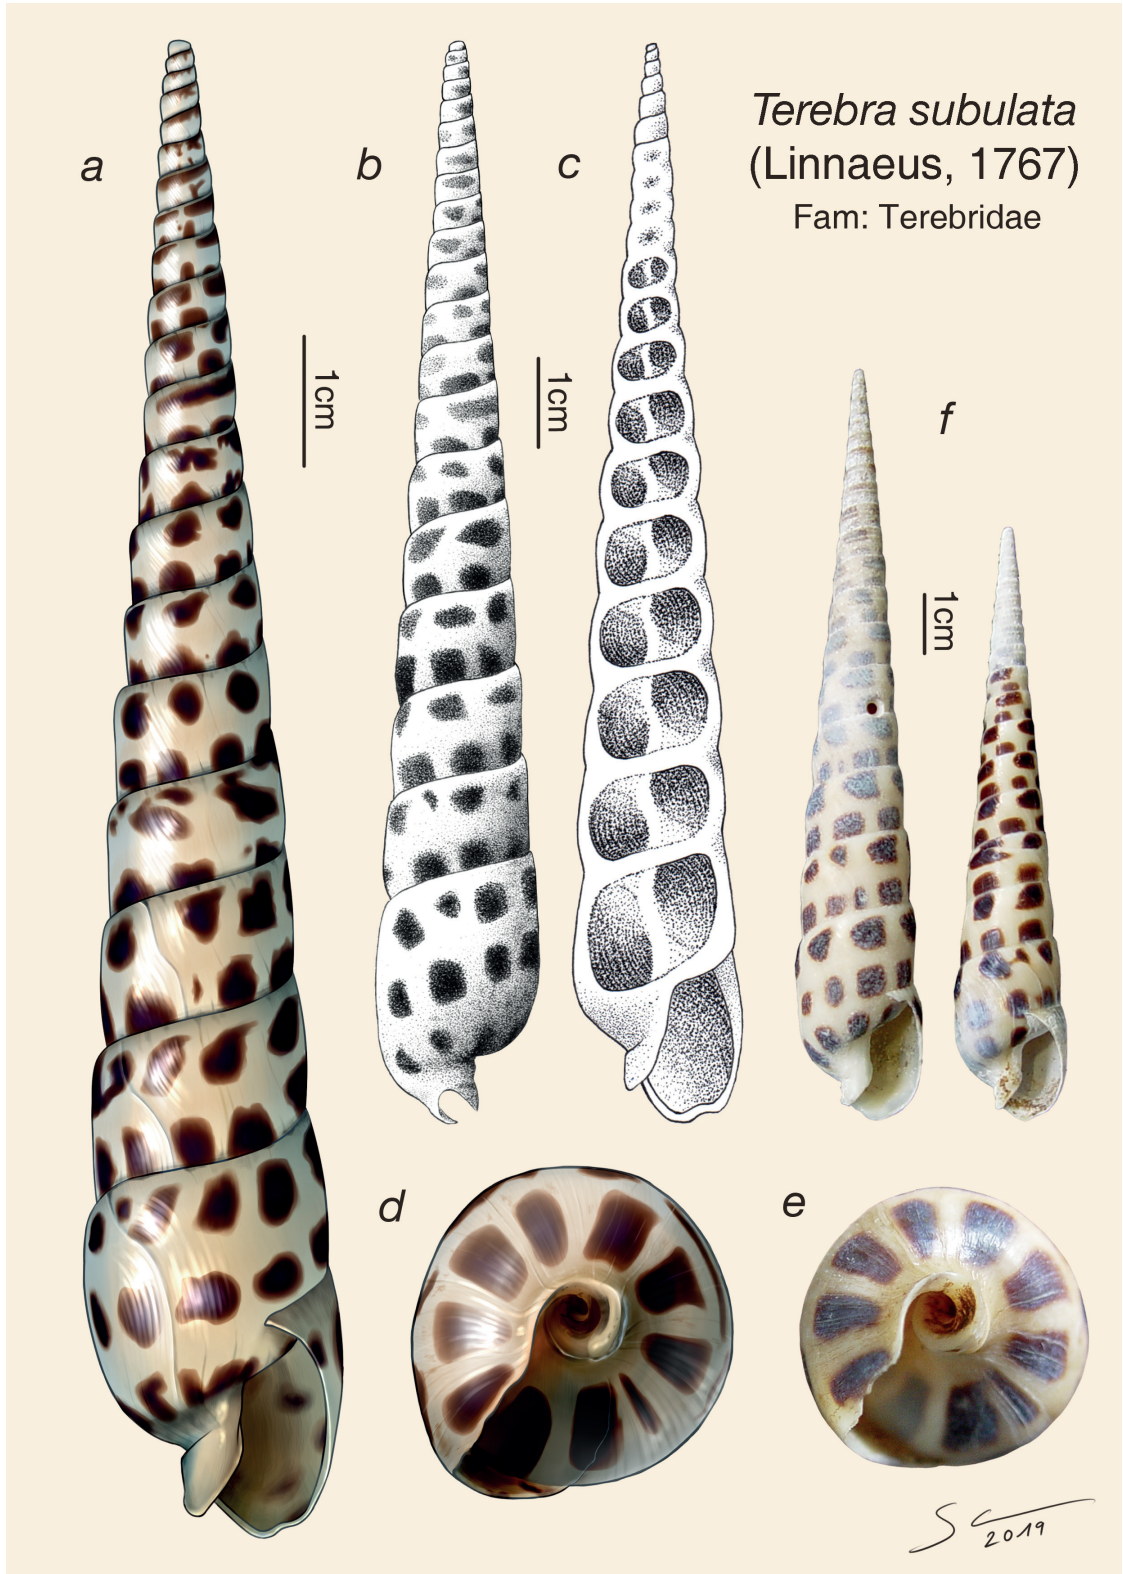 Terebra subulata
(Linnaeus, 1767)
Fam: Terebridae
a
b
c
1cm
1cm
f
1cm
d
e
2019